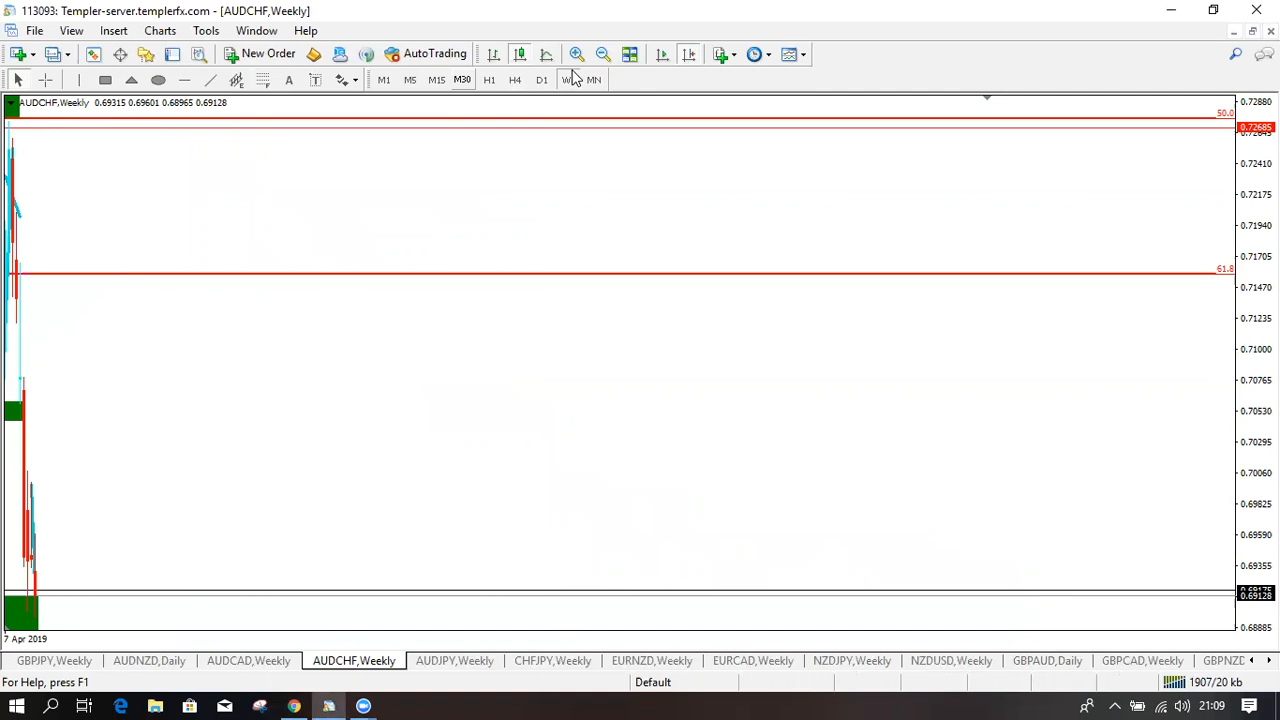 113093: Templer-server.templerfx.com - [AUDCHF,Weekly]
File View Insert Charts Tools Window Help
New Order AutoTrading
A T M1 M5 M15 M30 H1 H4 D1 MN
AUDCHF,Weekly 0.69315 0.69601 0.68965 0.69128
0.72880
50.0
0.72685
0.72410
0.72175
0.71940
0.71705
61.8
0.71470
0.71235
0.71000
0.70765
0.70530
0.70295
0.70060
0.69825
0.69590
0.69355
0.69128
0.68885
7 Apr 2019
GBPJPY,Weekly AUDNZD,Daily AUDCAD,Weekly AUDCHF,Weekly AUDJPY,Weekly CHFJPY,Weekly EURNZD,Weekly EURCAD,Weekly NZDJPY,Weekly NZDUSD,Weekly GBPAUD,Daily GBPCAD,Weekly GBPNZD
For Help, press F1 Default 1907/20 kb
21:09